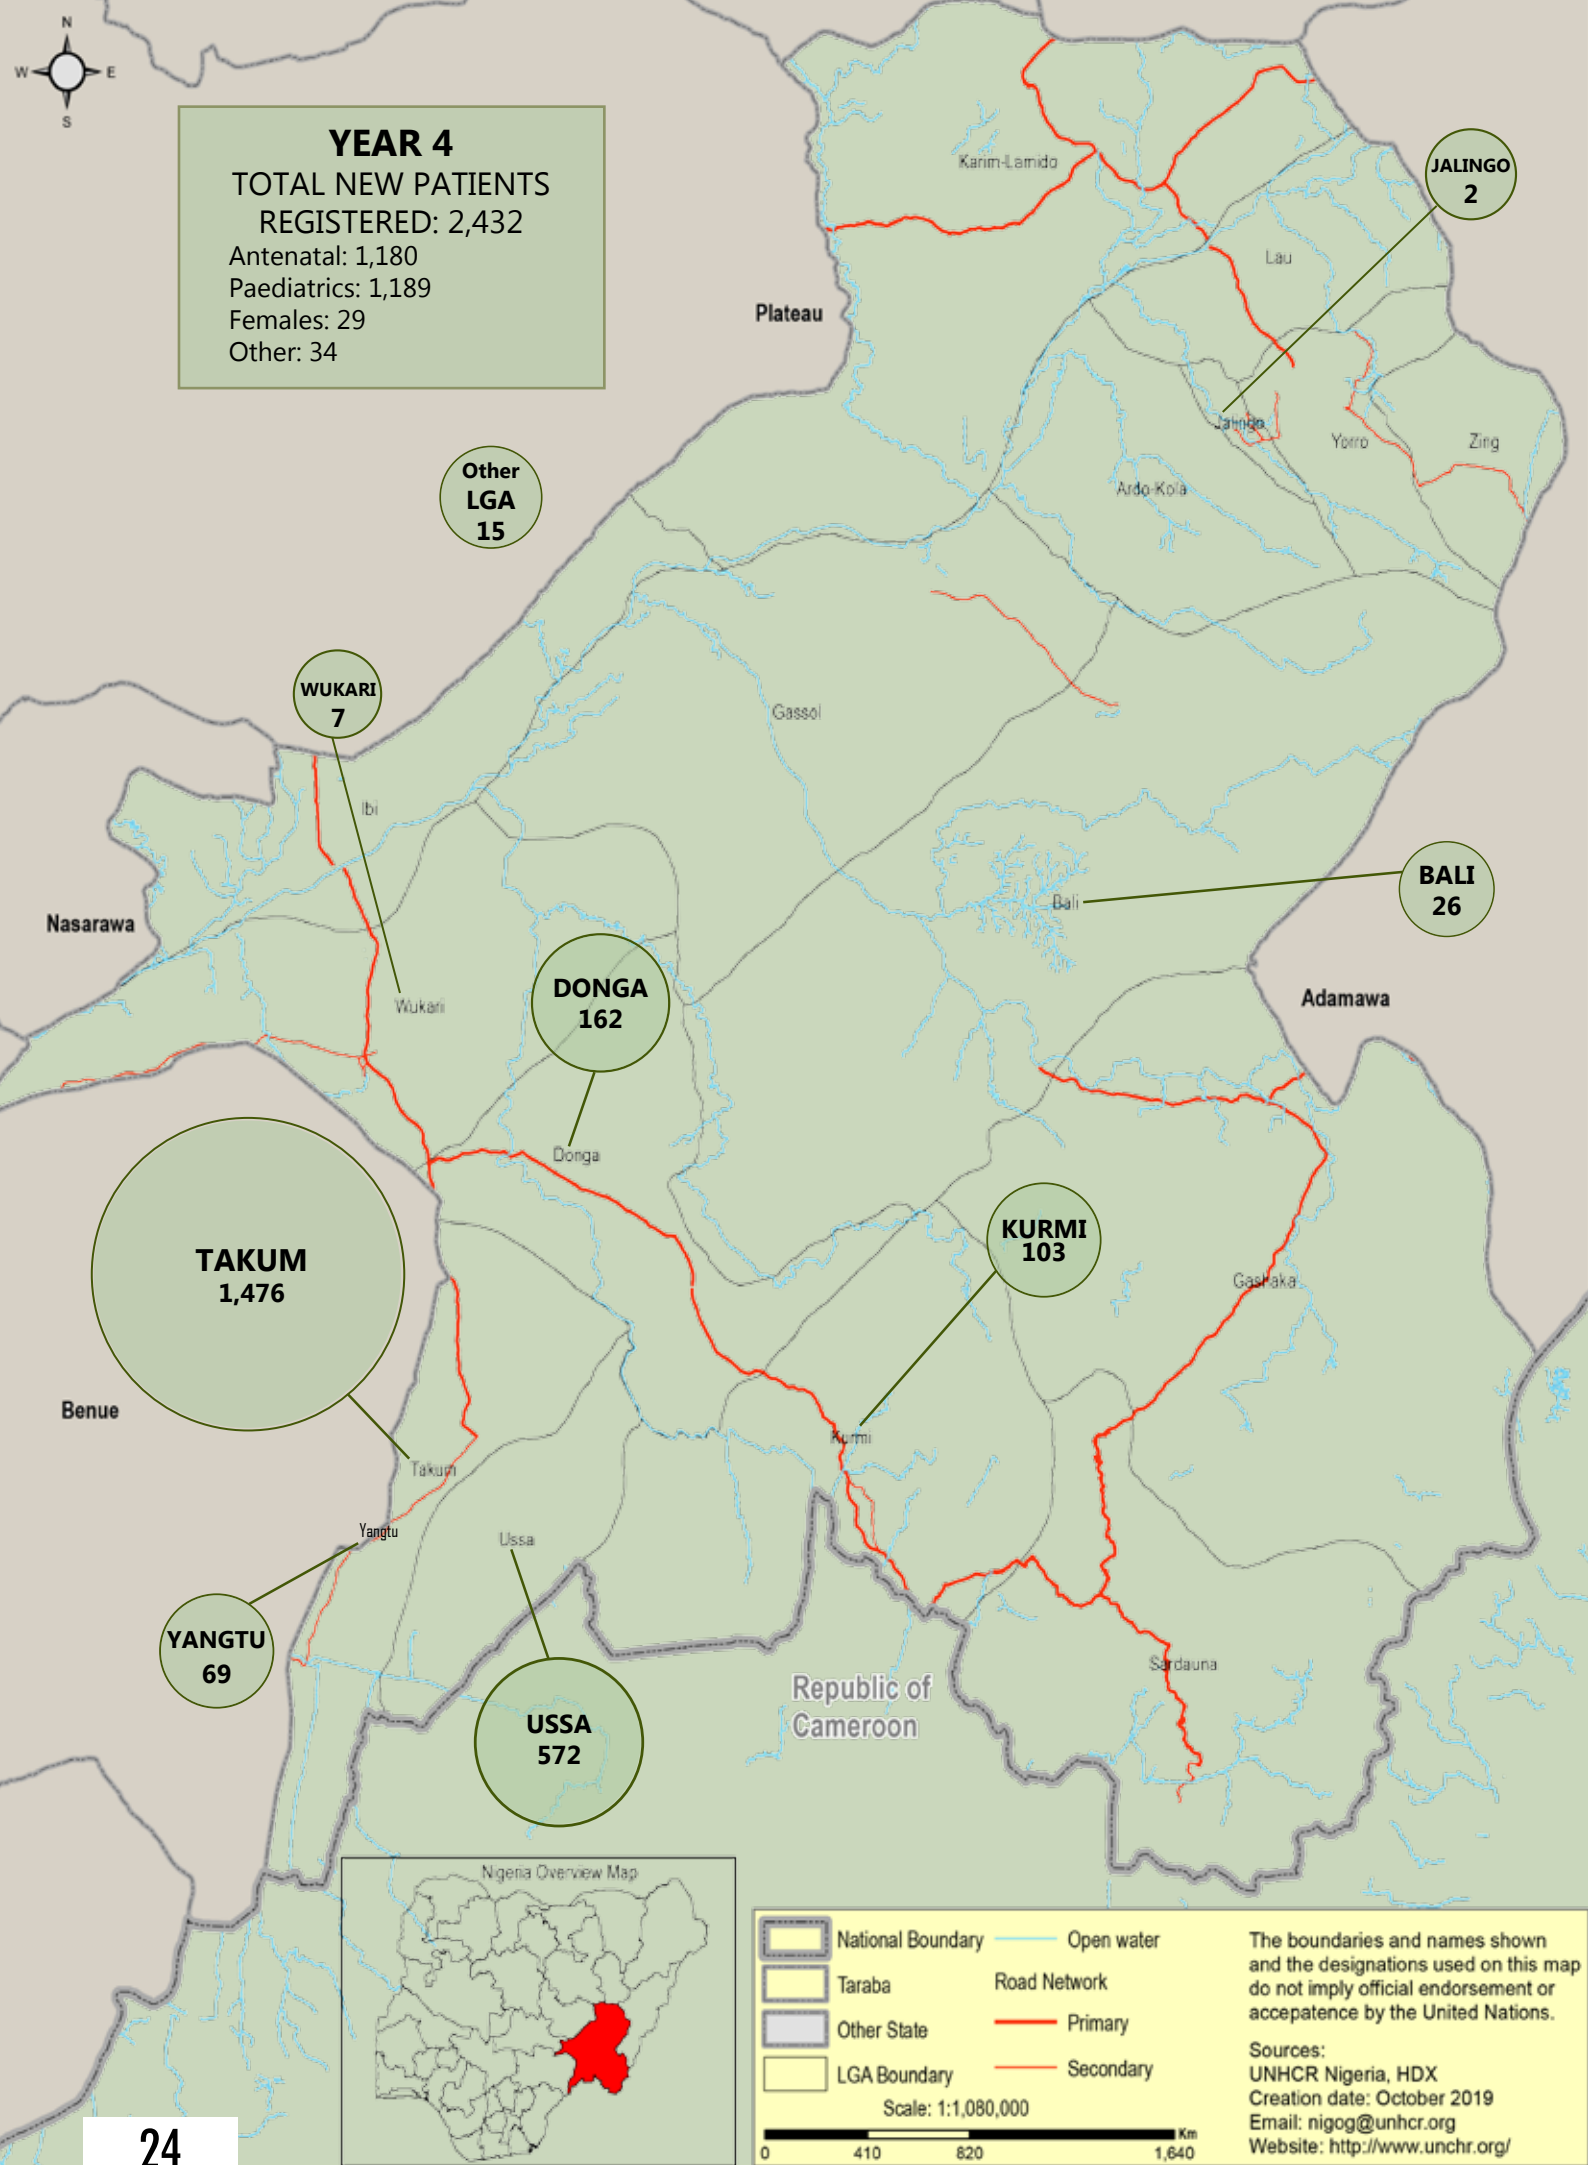 N
W E
S
YEAR 4
TOTAL NEW PATIENTS
REGISTERED: 2,432
Antenatal: 1,180
Paediatrics: 1,189
Females: 29
Other: 34
Karim-Lamido
JALINGO
2
Lau
Plateau
Jalingo
Yorro
Zing
Ardo-Kola
Other
LGA
15
WUKARI
7
Gassol
Ibi
BALI
26
Bali
Nasarawa
DONGA
162
Adamawa
Wukari
Donga
TAKUM
1,476
KURMI
103
Gashaka
Benue
Kurmi
Takum
Yangtu
Ussa
YANGTU
69
Sardauna
Republic of
Cameroon
USSA
572
Nigeria Overview Map
National Boundary
Taraba
Other State
LGA Boundary
Open water
Road Network
Primary
Secondary
Scale: 1:1,080,000
Km
0 410 820 1,640
The boundaries and names shown
and the designations used on this map
do not imply official endorsement or
accepatence by the United Nations.
Sources:
UNHCR Nigeria, HDX
Creation date: October 2019
Email: nigog@unhcr.org
Website: http://www.unchr.org/
24